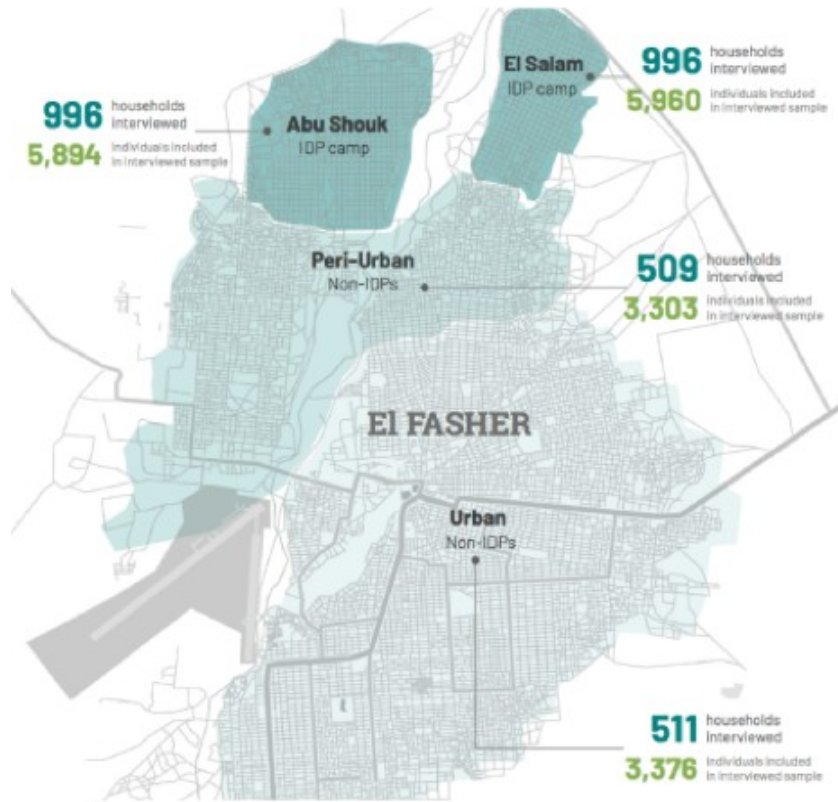 El Salam
IDP camp
996 households
interviewed
5,960 individuals included
in interviewed sample
996 households
interviewed
5,894 individuals included
in interviewed sample
Abu Shouk
IDP camp
Peri-Urban
Non-IDPs
509 households
interviewed
3,303 individuals included
in interviewed sample
El FASHER
Urban
Non-IDPs
511 households
interviewed
3,376 individuals included
in interviewed sample